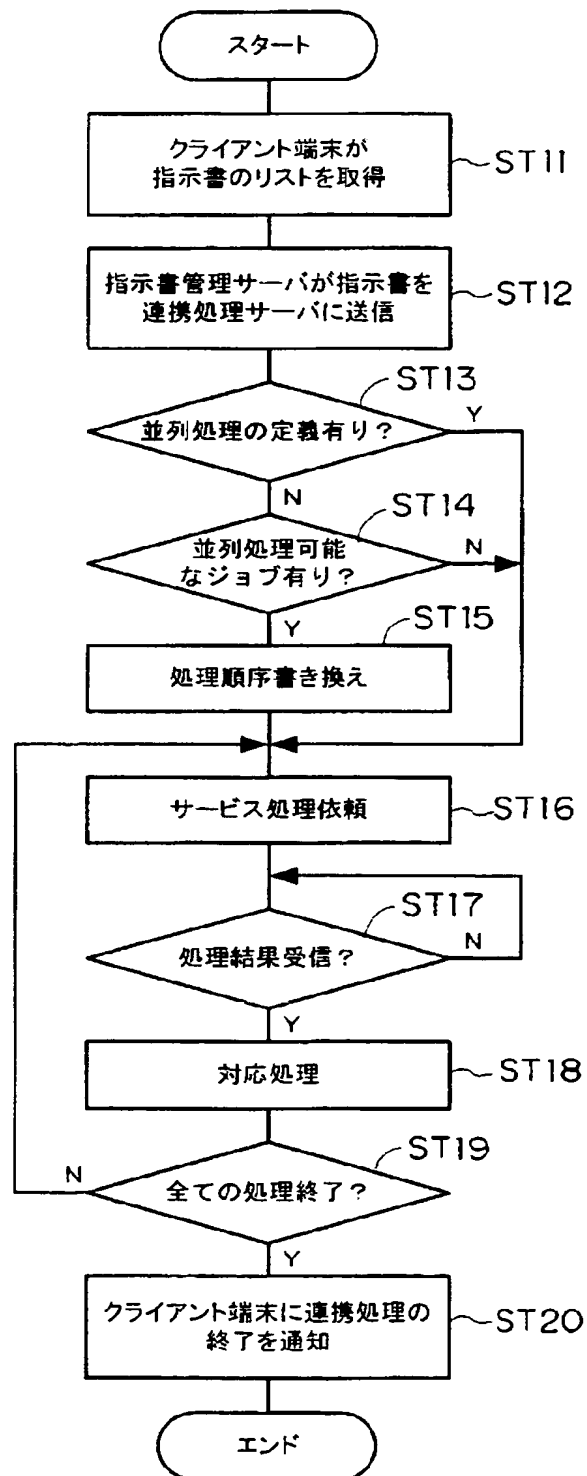 スタート
クライアント端末が
指示書のリストを取得
ST11
指示書管理サーバが指示書を
連携処理サーバに送信
ST12
ST13
並列処理の定義有り?
Y
N
ST14
並列処理可能
なジョブ有り?
N
Y
ST15
処理順序書き換え
サービス処理依頼
ST16
ST17
処理結果受信?
N
Y
対応処理
ST18
ST19
N
全ての処理終了?
Y
クライアント端末に連携処理の
終了を通知
ST20
エンド